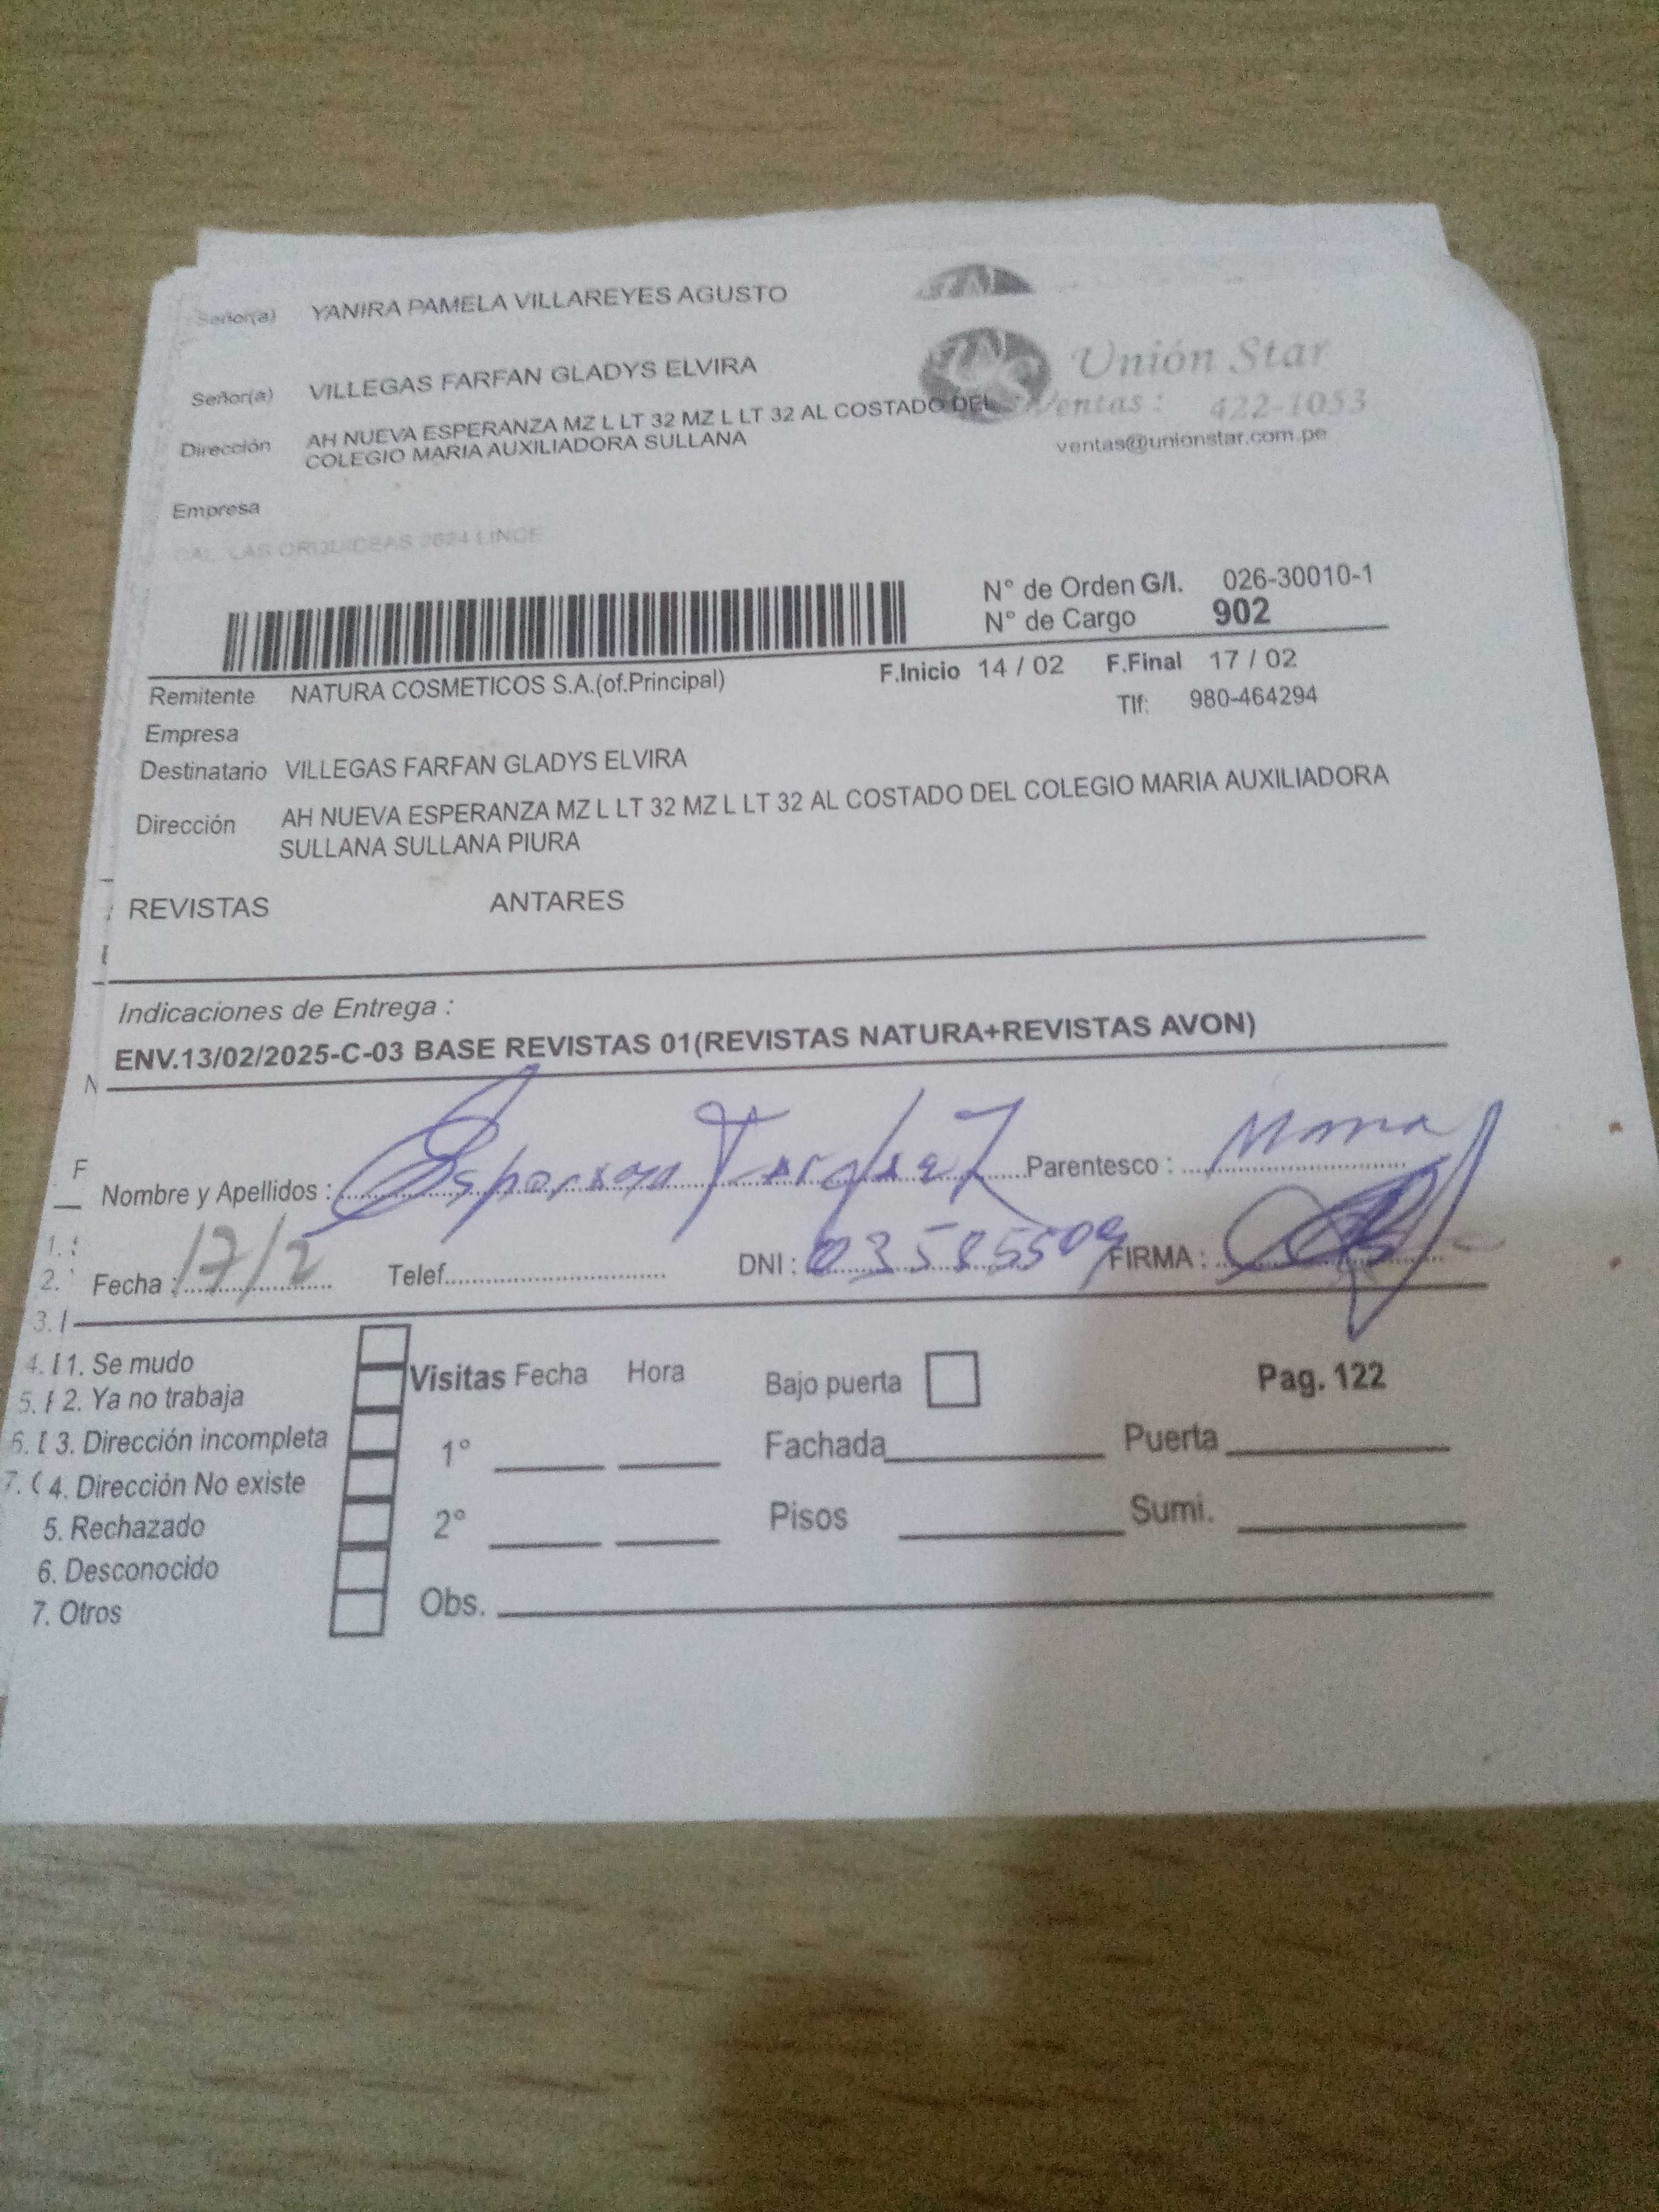 Señor(a) YANIRA PAMELA VILLAREYES AGUSTO
Unión Star
Señor(a) VILLEGAS FARFAN GLADYS ELVIRA
Ventas : 422-1053
Dirección AH NUEVA ESPERANZA MZ L LT 32 MZ L LT 32 AL COSTADO DEL
COLEGIO MARIA AUXILIADORA SULLANA
ventas@unionstar.com.pe
Empresa
CAL. LAS ORQUIDEAS 2624 LINCE
N° de Orden G/I. 026-30010-1
N° de Cargo 902
F.Inicio 14 / 02 F.Final 17 / 02
Remitente NATURA COSMETICOS S.A.(of.Principal)
Tlf: 980-464294
Empresa
Destinatario VILLEGAS FARFAN GLADYS ELVIRA
Dirección AH NUEVA ESPERANZA MZ L LT 32 MZ L LT 32 AL COSTADO DEL COLEGIO MARIA AUXILIADORA
SULLANA SULLANA PIURA
REVISTAS ANTARES
Indicaciones de Entrega :
ENV.13/02/2025-C-03 BASE REVISTAS 01(REVISTAS NATURA+REVISTAS AVON)
Nombre y Apellidos : Parentesco :
Fecha : 17/2 Telef. DNI : FIRMA :
1. Se mudo
2. Ya no trabaja
3. Dirección incompleta
4. Dirección No existe
5. Rechazado
6. Desconocido
7. Otros
Visitas Fecha Hora
1°
2°
Obs.
Bajo puerta Pag. 122
Fachada Puerta
Pisos Sumi.